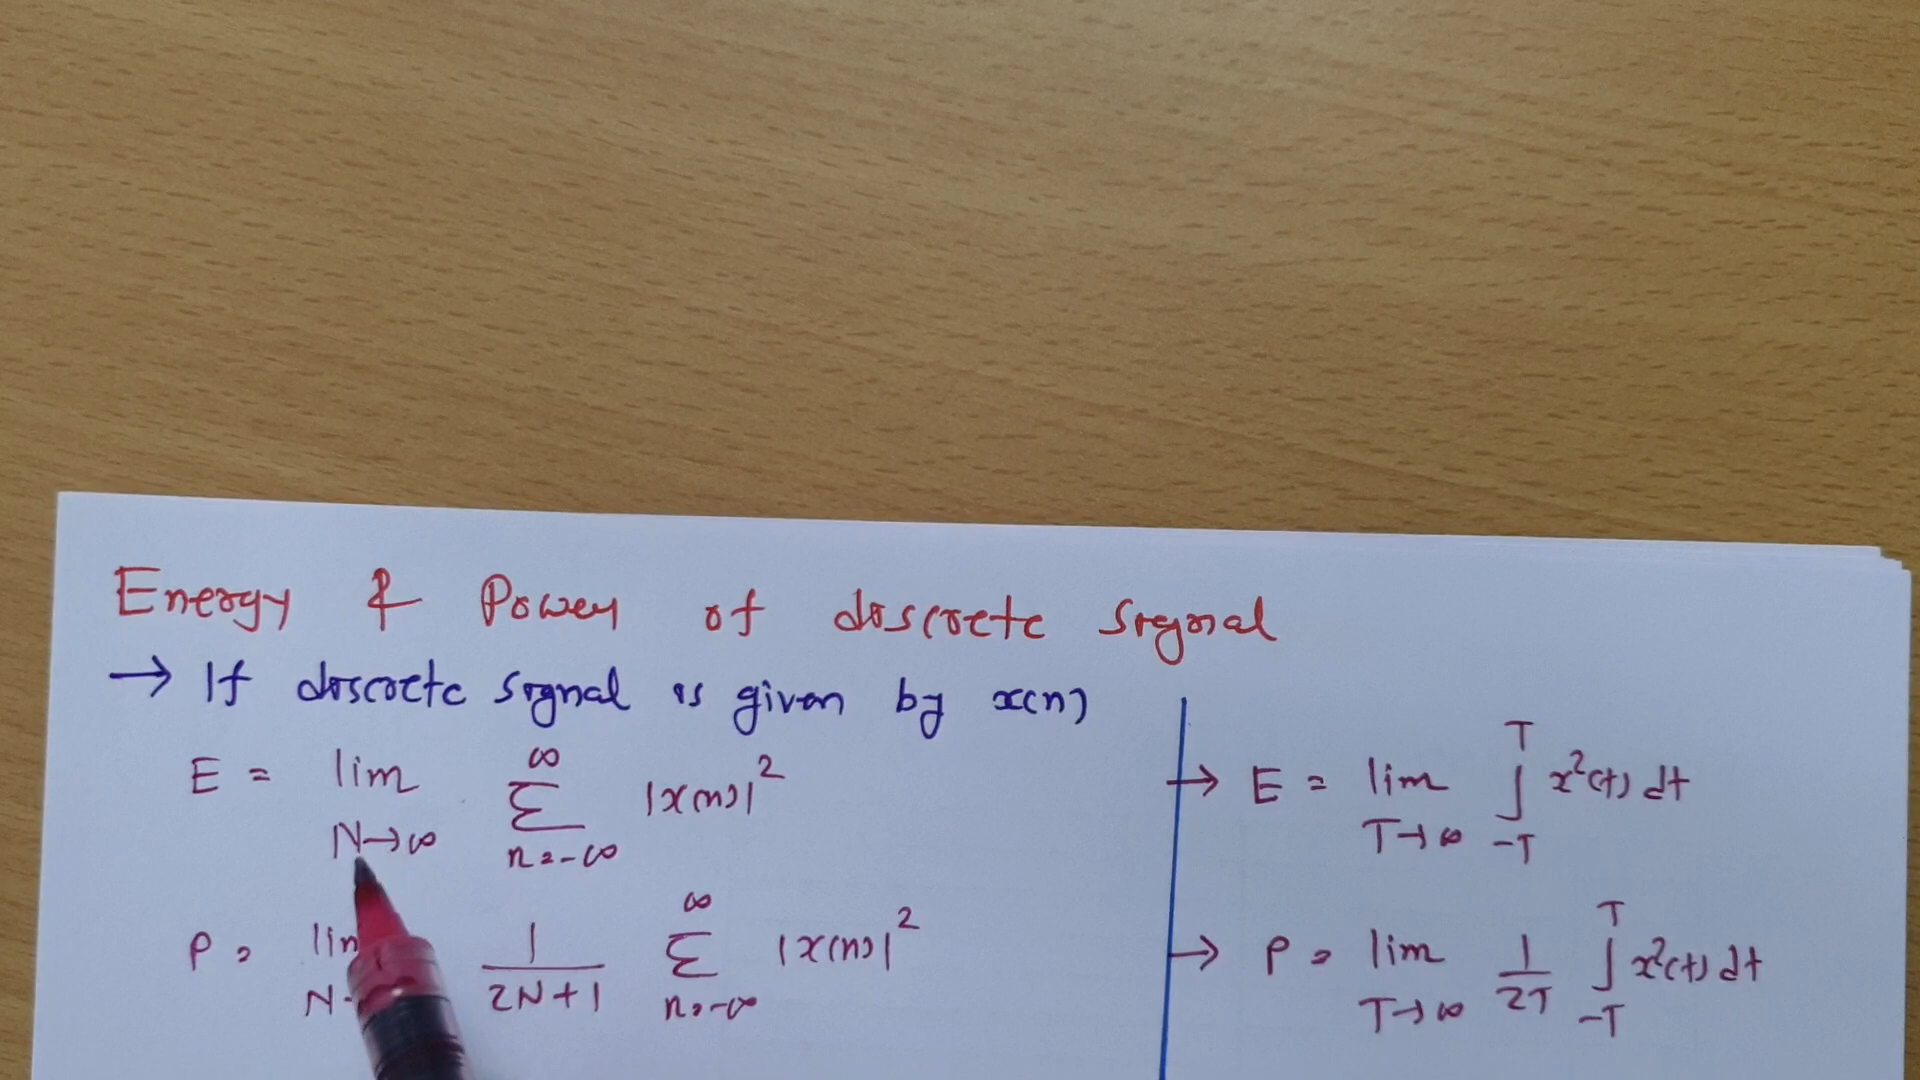 Energy & Power of discrete signal
→ If discrete signal is given by x(n)
E = lim N→∞ ∑ n=-∞ ∞ |x(n)|²
P = lim N→ 1/2N+1 ∑ n=-∞ ∞ |x(n)|²
→ E = lim T→∞ ∫ -T T x²(t) dt
→ P = lim T→∞ 1/2T ∫ -T T x²(t) dt